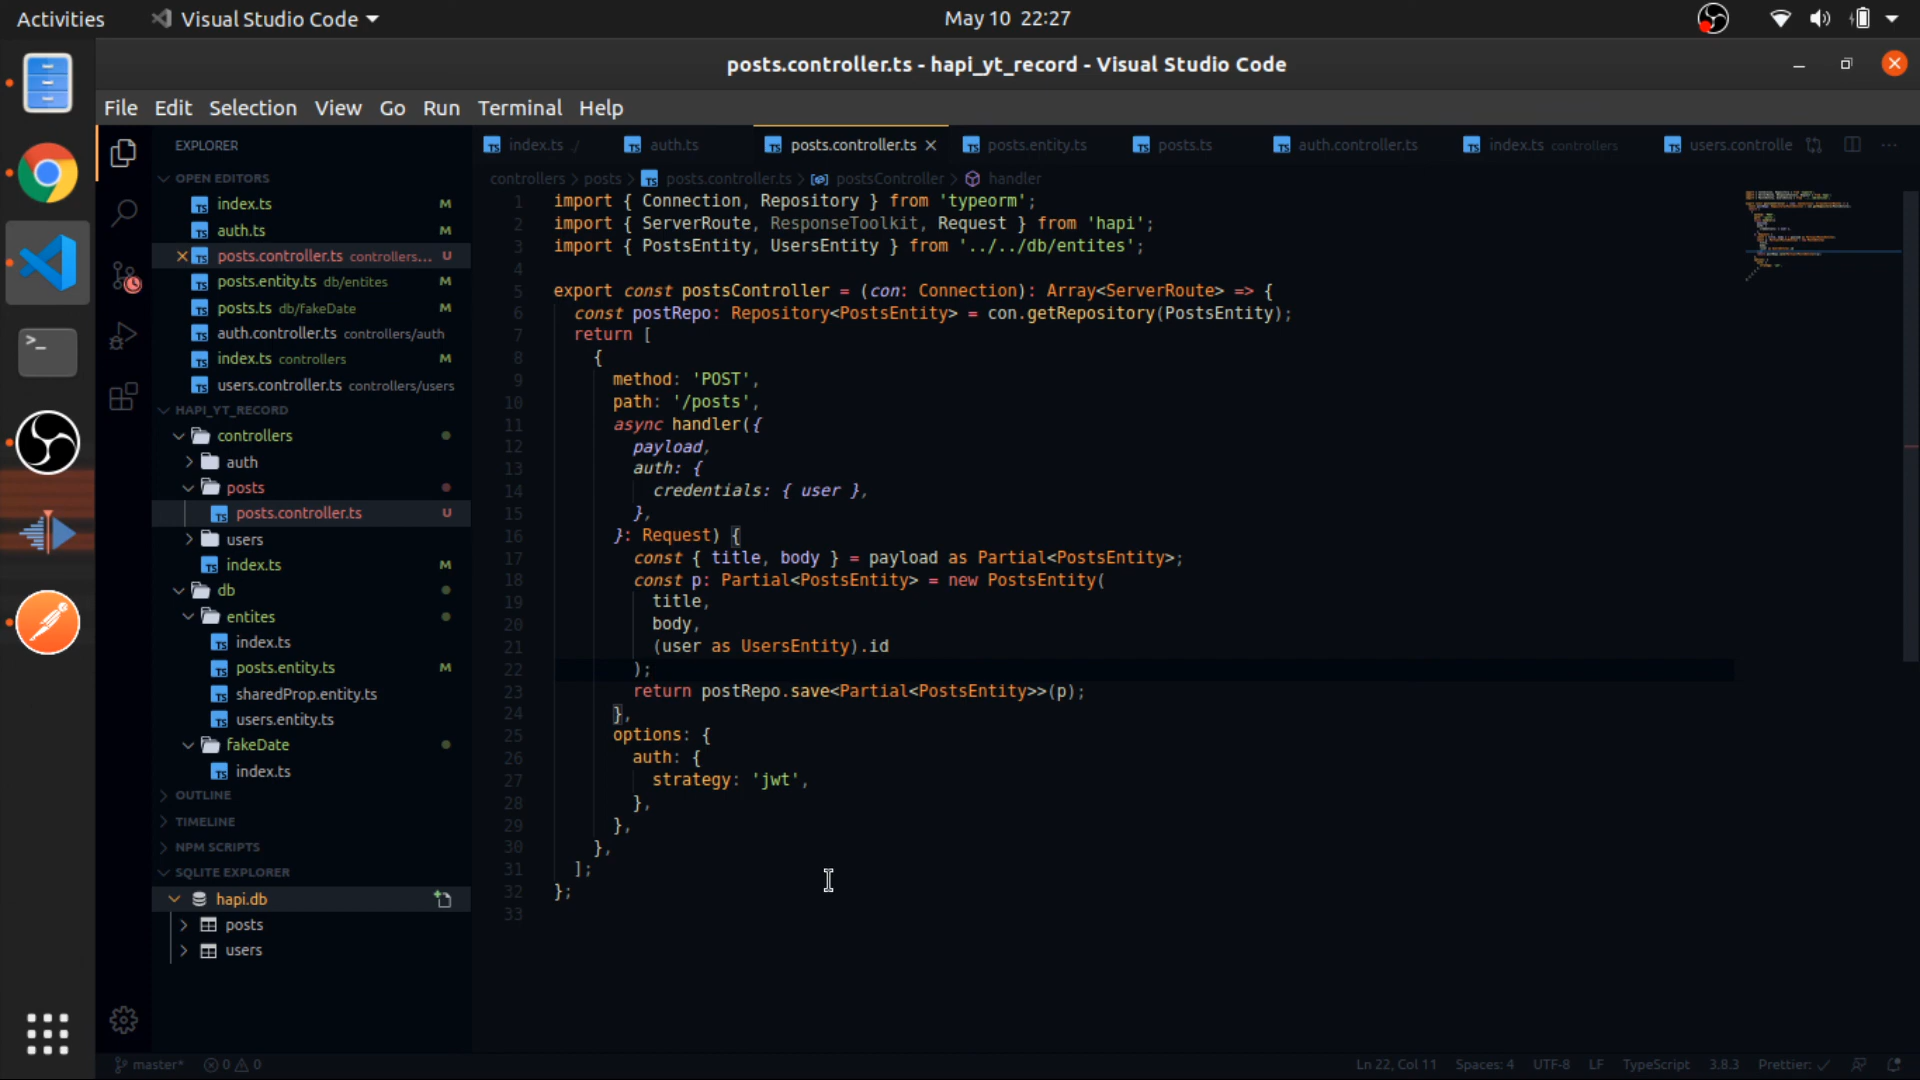 Activities
Visual Studio Code
May 10 22:27
posts.controller.ts - hapi_yt_record - Visual Studio Code
File Edit Selection View Go Run Terminal Help
EXPLORER
OPEN EDITORS
index.ts M
auth.ts M
posts.controller.ts controllers... U
posts.entity.ts db/entites M
posts.ts db/fakeDate M
auth.controller.ts controllers/auth
index.ts controllers M
users.controller.ts controllers/users
HAPI_YT_RECORD
controllers
auth
posts
posts.controller.ts U
users
index.ts M
db
entites
index.ts
posts.entity.ts M
sharedProp.entity.ts
users.entity.ts
fakeDate
index.ts
OUTLINE
TIMELINE
NPM SCRIPTS
SQLITE EXPLORER
hapi.db
posts
users
index.ts ./ auth.ts posts.controller.ts posts.entity.ts posts.ts auth.controller.ts index.ts controllers users.controlle
controllers > posts > posts.controller.ts > postsController > handler
1 import { Connection, Repository } from 'typeorm';
2 import { ServerRoute, ResponseToolkit, Request } from 'hapi';
3 import { PostsEntity, UsersEntity } from '../../db/entites';
4
5 export const postsController = (con: Connection): Array<ServerRoute> => {
6 const postRepo: Repository<PostsEntity> = con.getRepository(PostsEntity);
7 return [
8 {
9 method: 'POST',
10 path: '/posts',
11 async handler({
12 payload,
13 auth: {
14 credentials: { user },
15 },
16 }: Request) {
17 const { title, body } = payload as Partial<PostsEntity>;
18 const p: Partial<PostsEntity> = new PostsEntity(
19 title,
20 body,
21 (user as UsersEntity).id
22 );
23 return postRepo.save<Partial<PostsEntity>>(p);
24 },
25 options: {
26 auth: {
27 strategy: 'jwt',
28 },
29 },
30 },
31 ];
32 };
33
master* 0 0 Ln 22, Col 11 Spaces: 4 UTF-8 LF TypeScript 3.8.3 Prettier: ✓